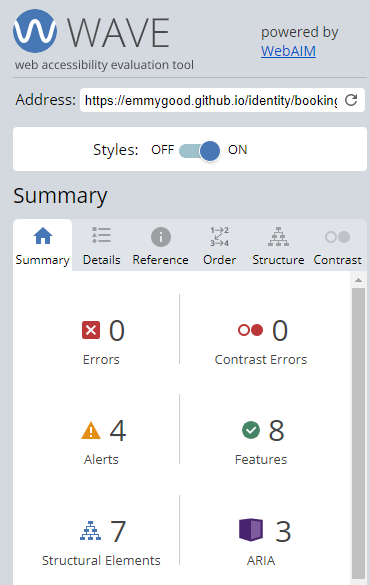 WAVE
web accessibility evaluation tool
powered by
WebAIM
Address: https://emmygood.github.io/identity/booking
Styles: OFF ON
Summary
Summary Details Reference Order Structure Contrast
0 0
Errors Contrast Errors
4 8
Alerts Features
7 3
Structural Elements ARIA